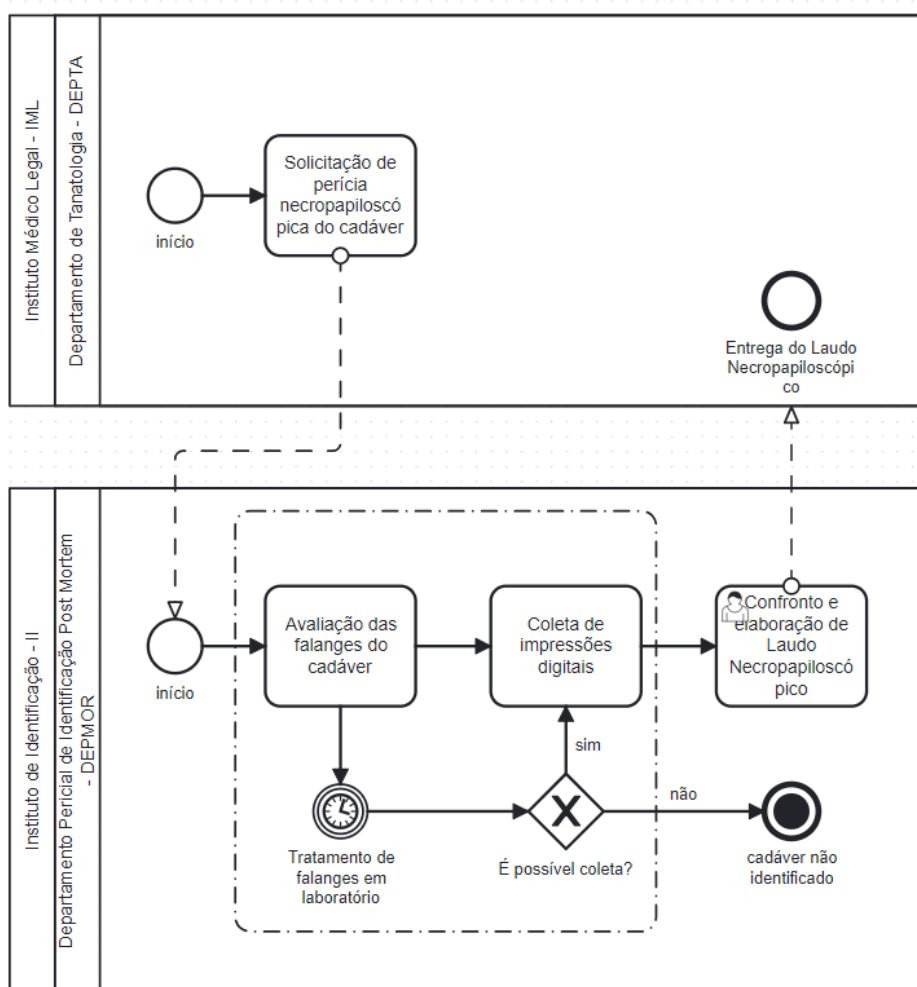 Instituto Médico Legal - IML
Departamento de Tanatologia - DEPTA
Solicitação de
perícia
necropapiloscó
pica do cadáver
início
Entrega do Laudo
Necropapiloscópi
co
Instituto de Identificação - II
Departamento Pericial de Identificação Post Mortem
- DEPMOR
início
Avaliação das
falanges do
cadáver
Coleta de
impressões
digitais
Confronto e
elaboração de
Laudo
Necropapiloscó
pico
sim
não
Tratamento de
falanges em
laboratório
É possível coleta?
cadáver não
identificado